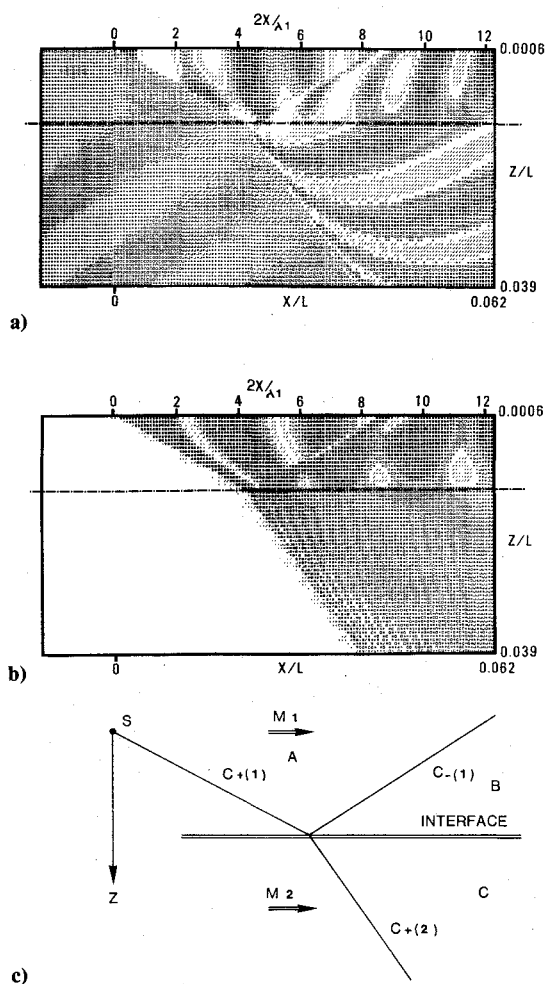 2X/λ1
0 2 4 6 8 10 12
0.0006
Z/L
0.039
0 X/L 0.062
a)
2X/λ1
0 2 4 6 8 10 12
0.0006
Z/L
0.039
0 X/L 0.062
b)
S
M 1
A
C+(1)
C-(1)
B
INTERFACE
Z
M 2
C
C+(2)
c)